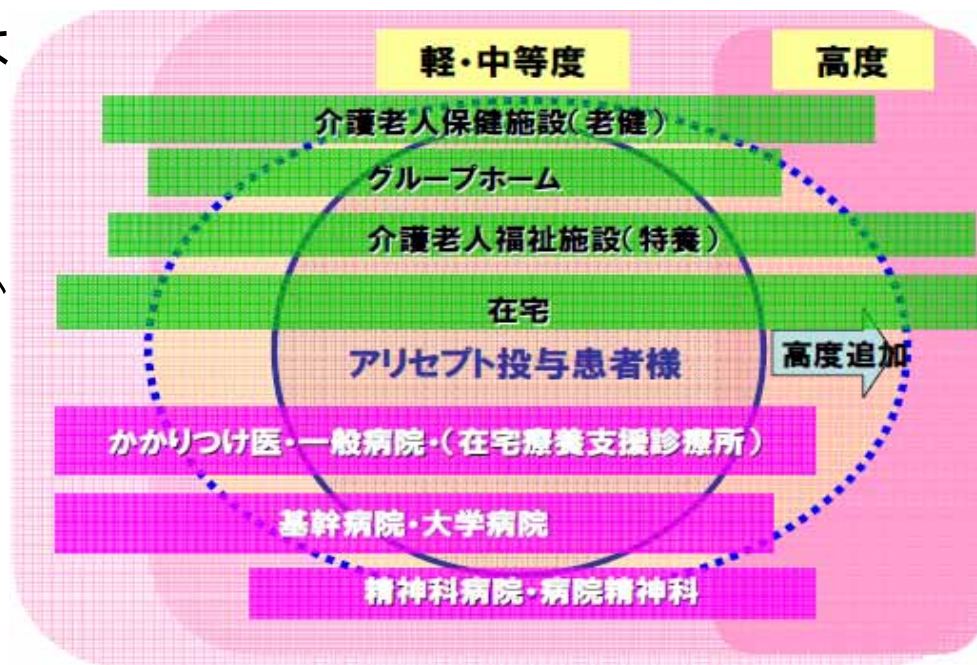 軽・中等度
高度
介護老人保健施設(老健)
グループホーム
介護老人福祉施設(特養)
在宅
アリセプト投与患者様
高度追加
かかりつけ医・一般病院・(在宅療養支援診療所)
基幹病院・大学病院
精神科病院・病院精神科